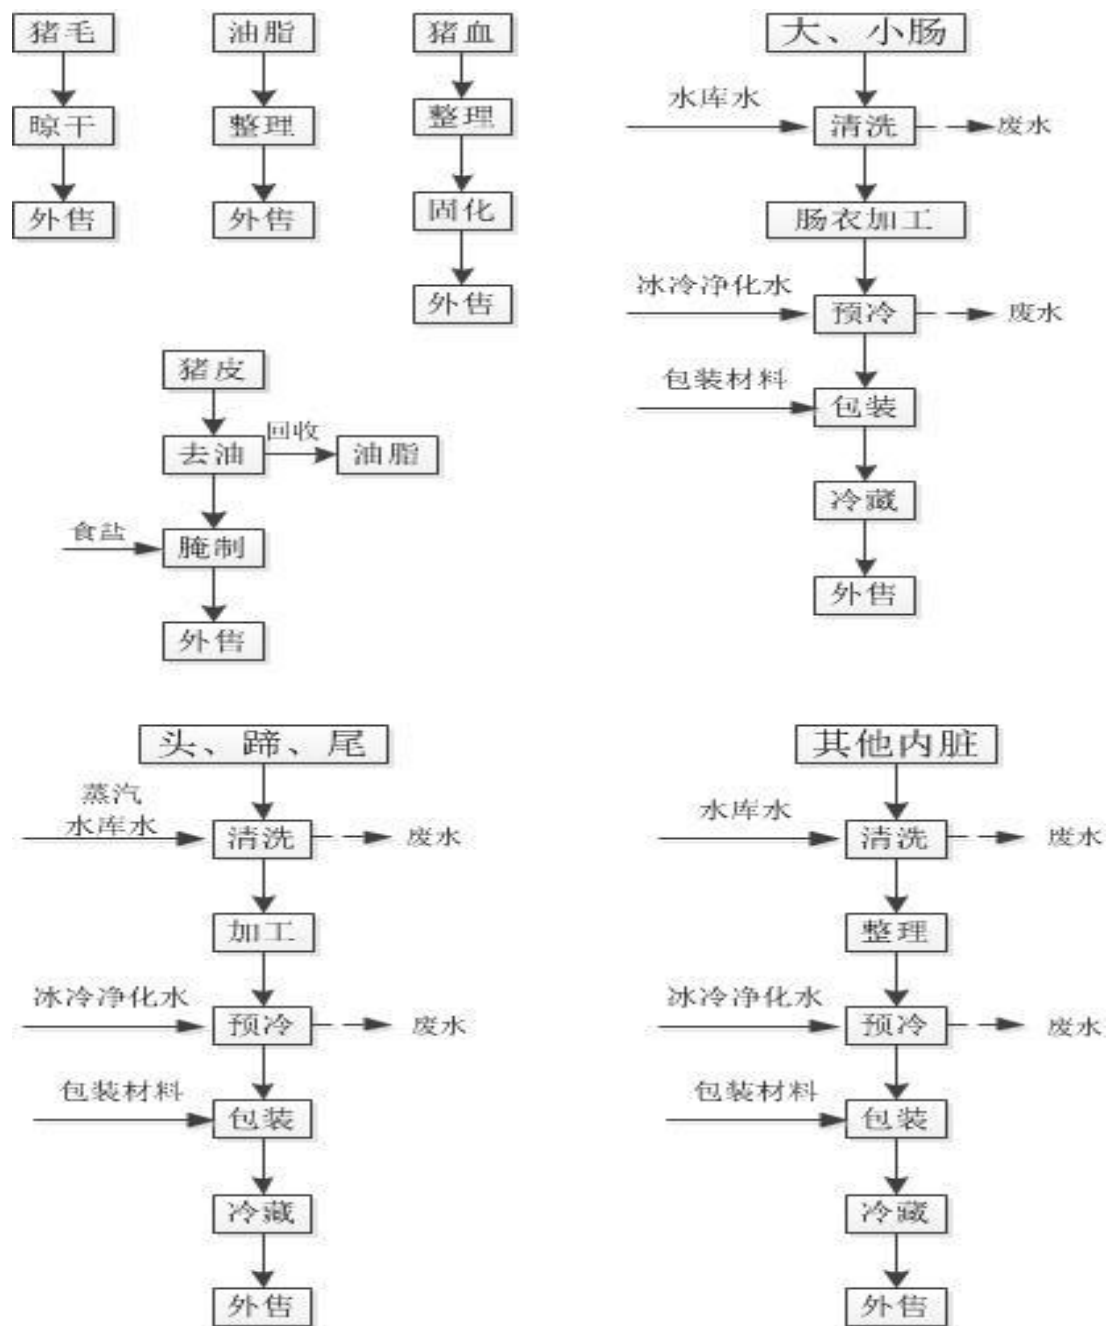 猪毛
晾干
外售
油脂
整理
外售
猪血
整理
固化
外售
大、小肠
水库水
清洗
废水
肠衣加工
冰冷净化水
预冷
废水
包装材料
包装
冷藏
外售
猪皮
去油
回收
油脂
食盐
腌制
外售
头、蹄、尾
蒸汽
水库水
清洗
废水
加工
冰冷净化水
预冷
废水
包装材料
包装
冷藏
外售
其他内脏
水库水
清洗
废水
整理
冰冷净化水
预冷
废水
包装材料
包装
冷藏
外售